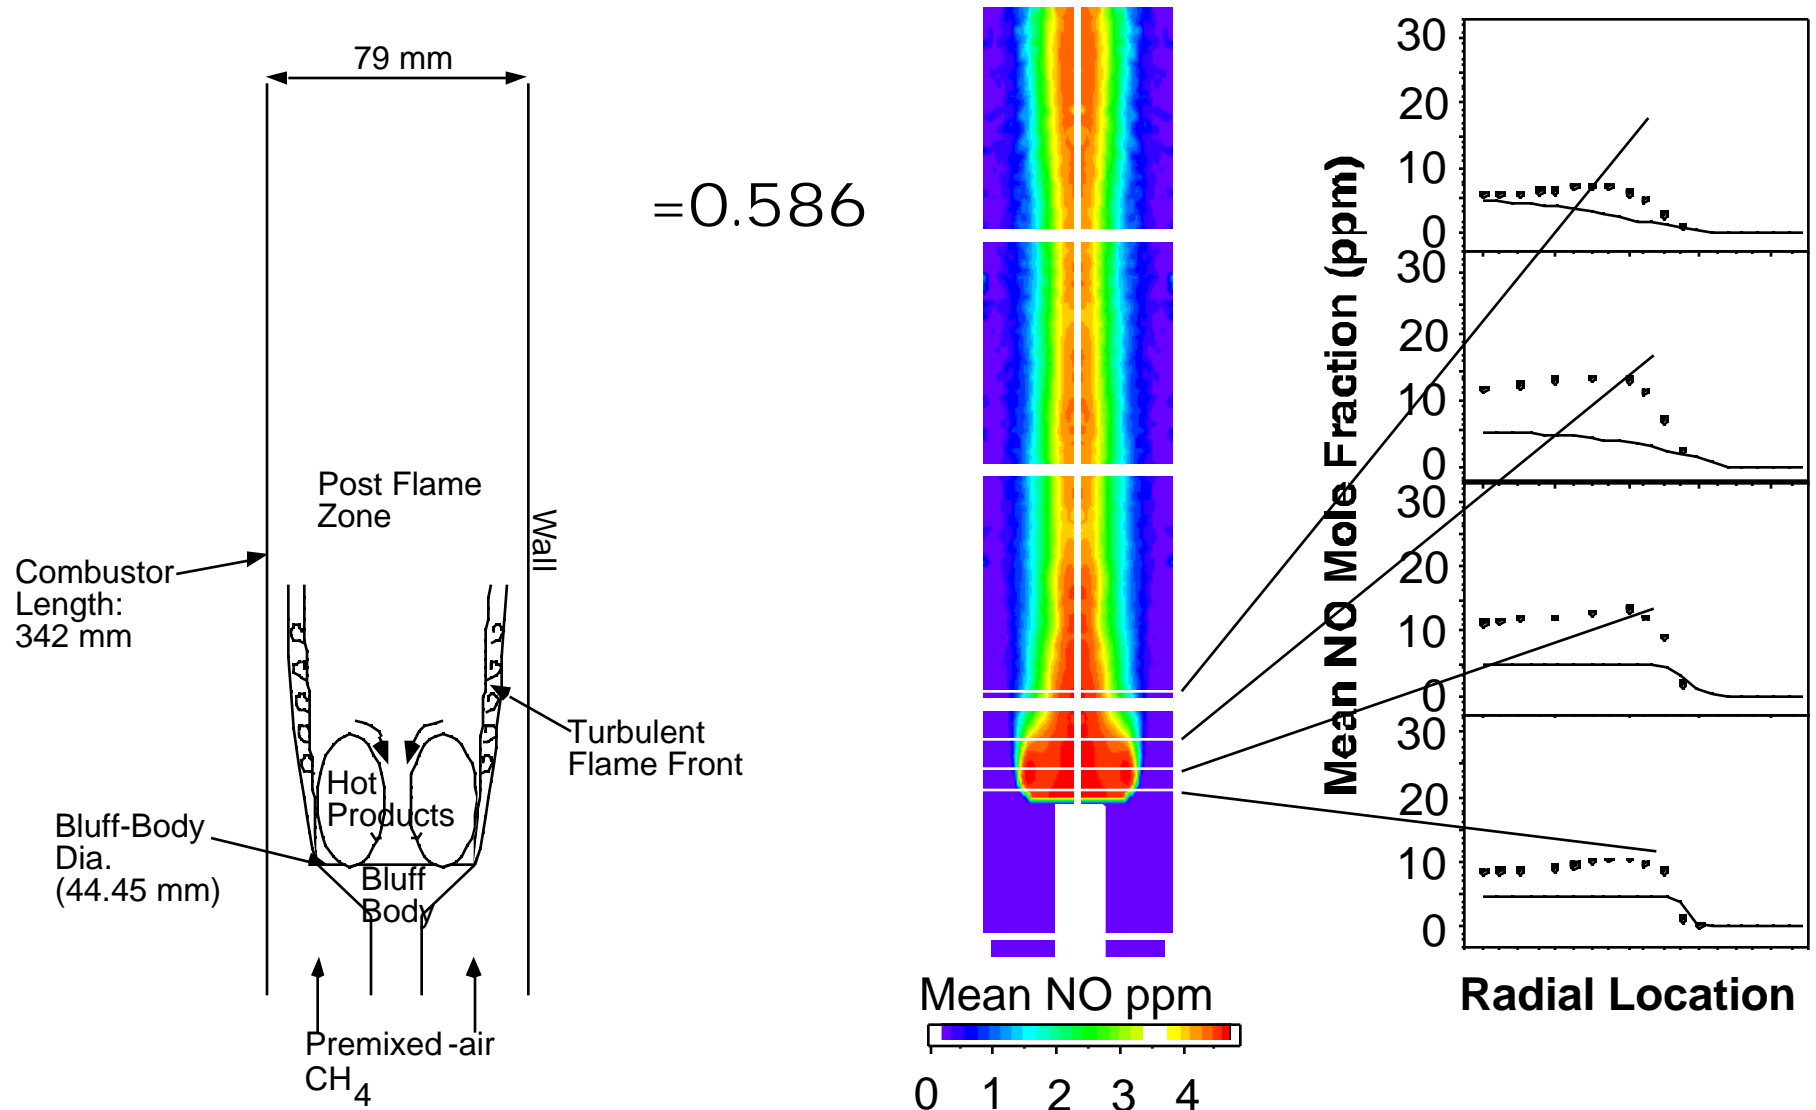 79 mm
=0.586
Post Flame
Zone
Wall
Combustor
Length:
342 mm
Turbulent
Flame Front
Hot
Products
Bluff-Body
Dia.
(44.45 mm)
Bluff
Body
Premixed -air
CH4
Mean NO ppm
0 1 2 3 4
Mean NO Mole Fraction (ppm)
30
20
10
0
30
20
10
0
30
20
10
0
30
20
10
0
Radial Location